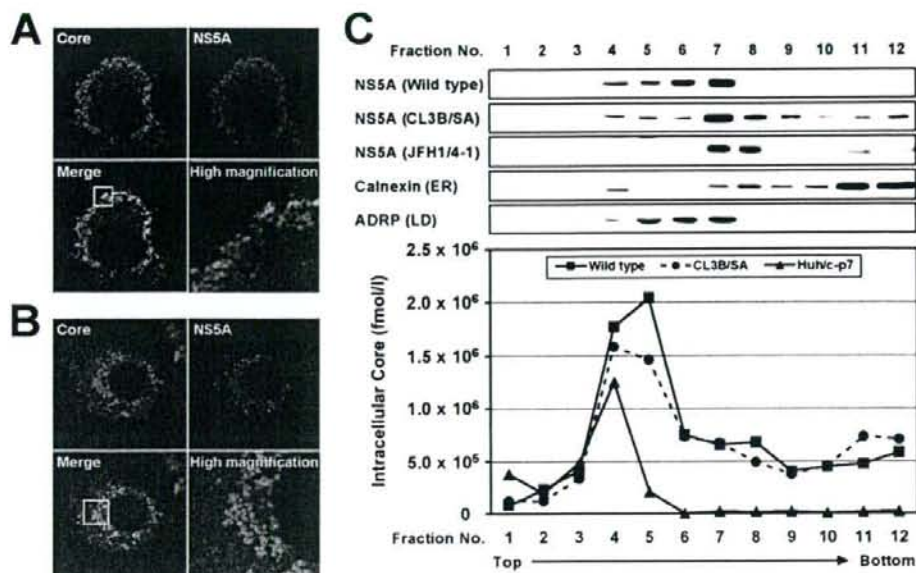 A
Core
NS5A
Merge
High magnification
B
Core
NS5A
Merge
High magnification
C
Fraction No. 1 2 3 4 5 6 7 8 9 10 11 12
NS5A (Wild type)
NS5A (CL3B/SA)
NS5A (JFH1/4-1)
Calnexin (ER)
ADRP (LD)
Intracellular Core (fmol/l)
2.5 x 10⁶
2.0 x 10⁶
1.5 x 10⁶
1.0 x 10⁶
5.0 x 10⁵
0
Wild type CL3B/SA Huh/c-p7
Fraction No. 1 2 3 4 5 6 7 8 9 10 11 12
Top Bottom